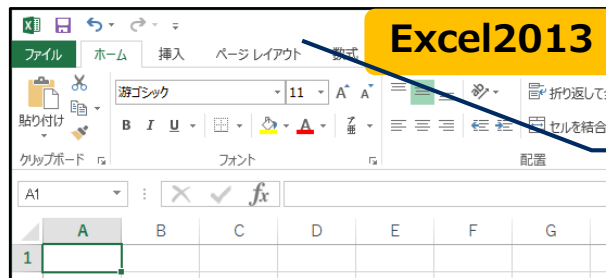 Excel2013
ファイル ホーム 挿入 ページ レイアウト 数式
游ゴシック 11 A A 折り返して
貼り付け B I U A セルを結合
クリップボード フォント 配置
A1 fx
A B C D E F G
1